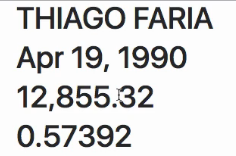 THIAGO FARIA
Apr 19, 1990
12,855.32
0.57392